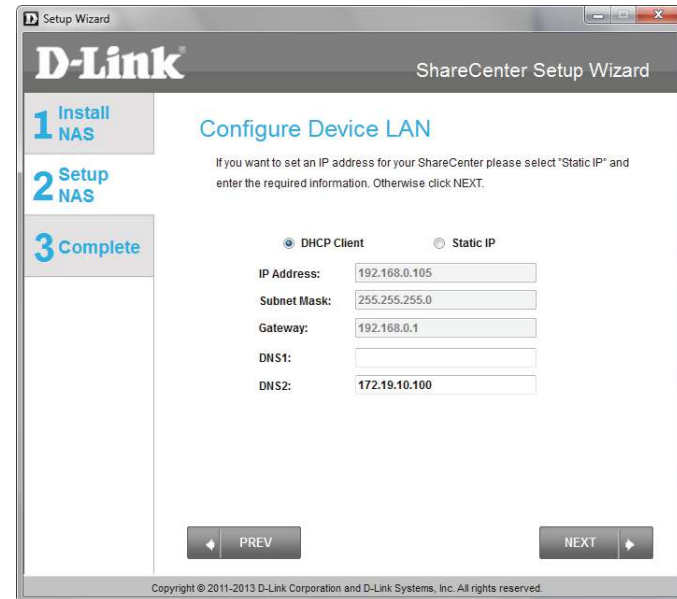 Setup Wizard
D-Link
ShareCenter Setup Wizard
1 Install NAS
2 Setup NAS
3 Complete
Configure Device LAN
If you want to set an IP address for your ShareCenter please select "Static IP" and
enter the required information. Otherwise click NEXT.
DHCP Client Static IP
IP Address: 192.168.0.105
Subnet Mask: 255.255.255.0
Gateway: 192.168.0.1
DNS1:
DNS2: 172.19.10.100
PREV NEXT
Copyright © 2011-2013 D-Link Corporation and D-Link Systems, Inc. All rights reserved.